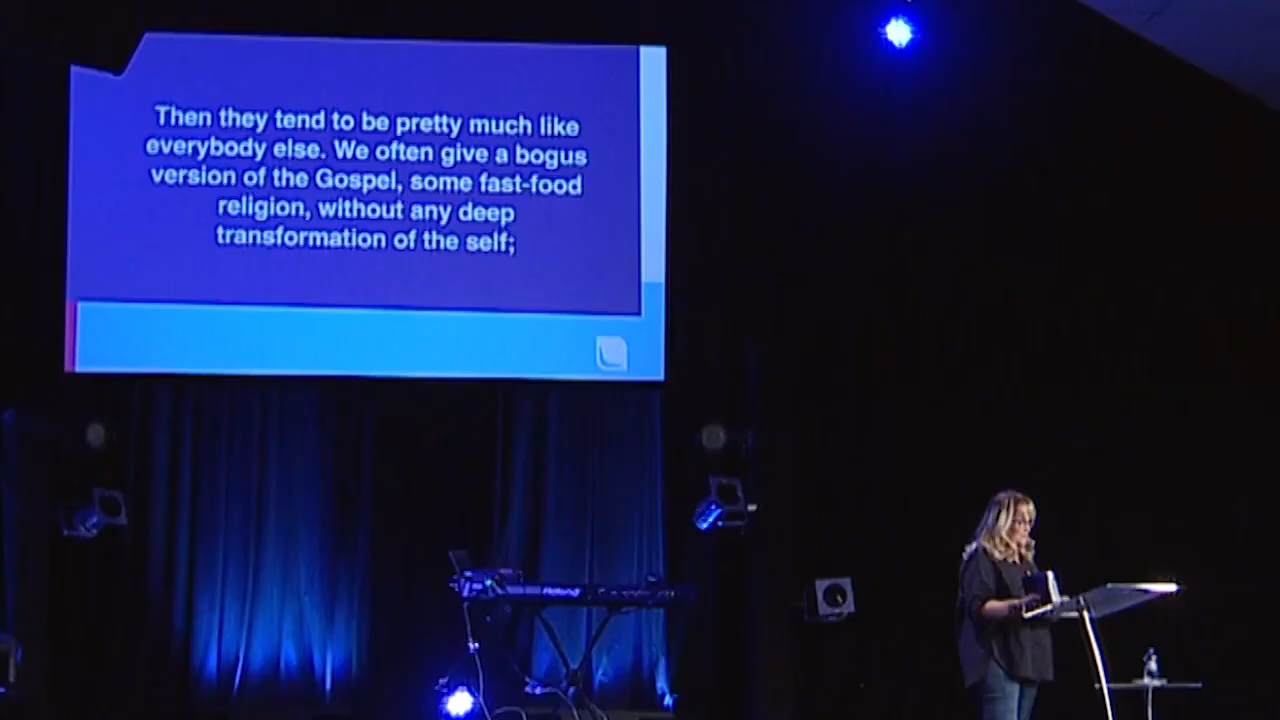 Then they tend to be pretty much like
everybody else. We often give a bogus
version of the Gospel, some fast-food
religion, without any deep
transformation of the self;
Roland